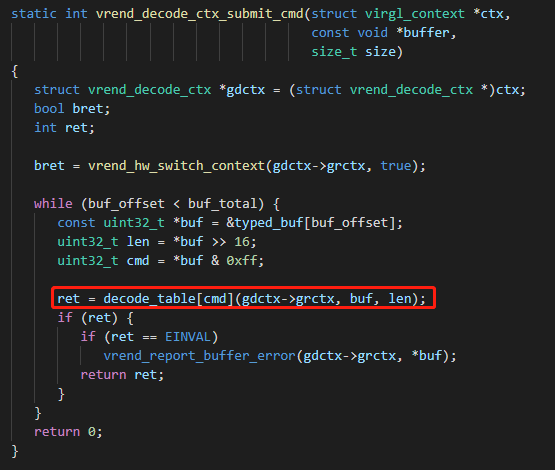 static int vrend_decode_ctx_submit_cmd(struct virgl_context *ctx,
                                       const void *buffer,
                                       size_t size)
{
   struct vrend_decode_ctx *gdctx = (struct vrend_decode_ctx *)ctx;
   bool bret;
   int ret;

   bret = vrend_hw_switch_context(gdctx->grctx, true);

   while (buf_offset < buf_total) {
      const uint32_t *buf = &typed_buf[buf_offset];
      uint32_t len = *buf >> 16;
      uint32_t cmd = *buf & 0xff;

      ret = decode_table[cmd](gdctx->grctx, buf, len);
      if (ret) {
         if (ret == EINVAL)
            vrend_report_buffer_error(gdctx->grctx, *buf);
         return ret;
      }
   }
   return 0;
}